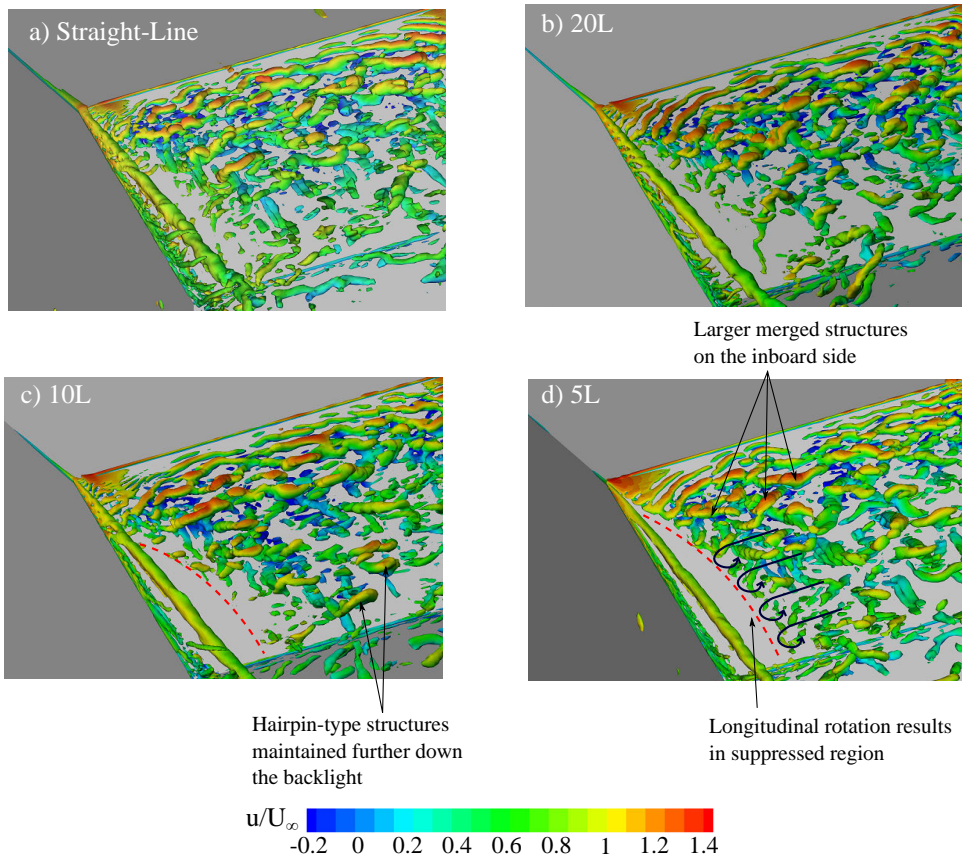 a) Straight-Line
b) 20L
Larger merged structures
on the inboard side
c) 10L
d) 5L
Hairpin-type structures
maintained further down
the backlight
Longitudinal rotation results
in suppressed region
u/U∞
-0.2 0 0.2 0.4 0.6 0.8 1 1.2 1.4